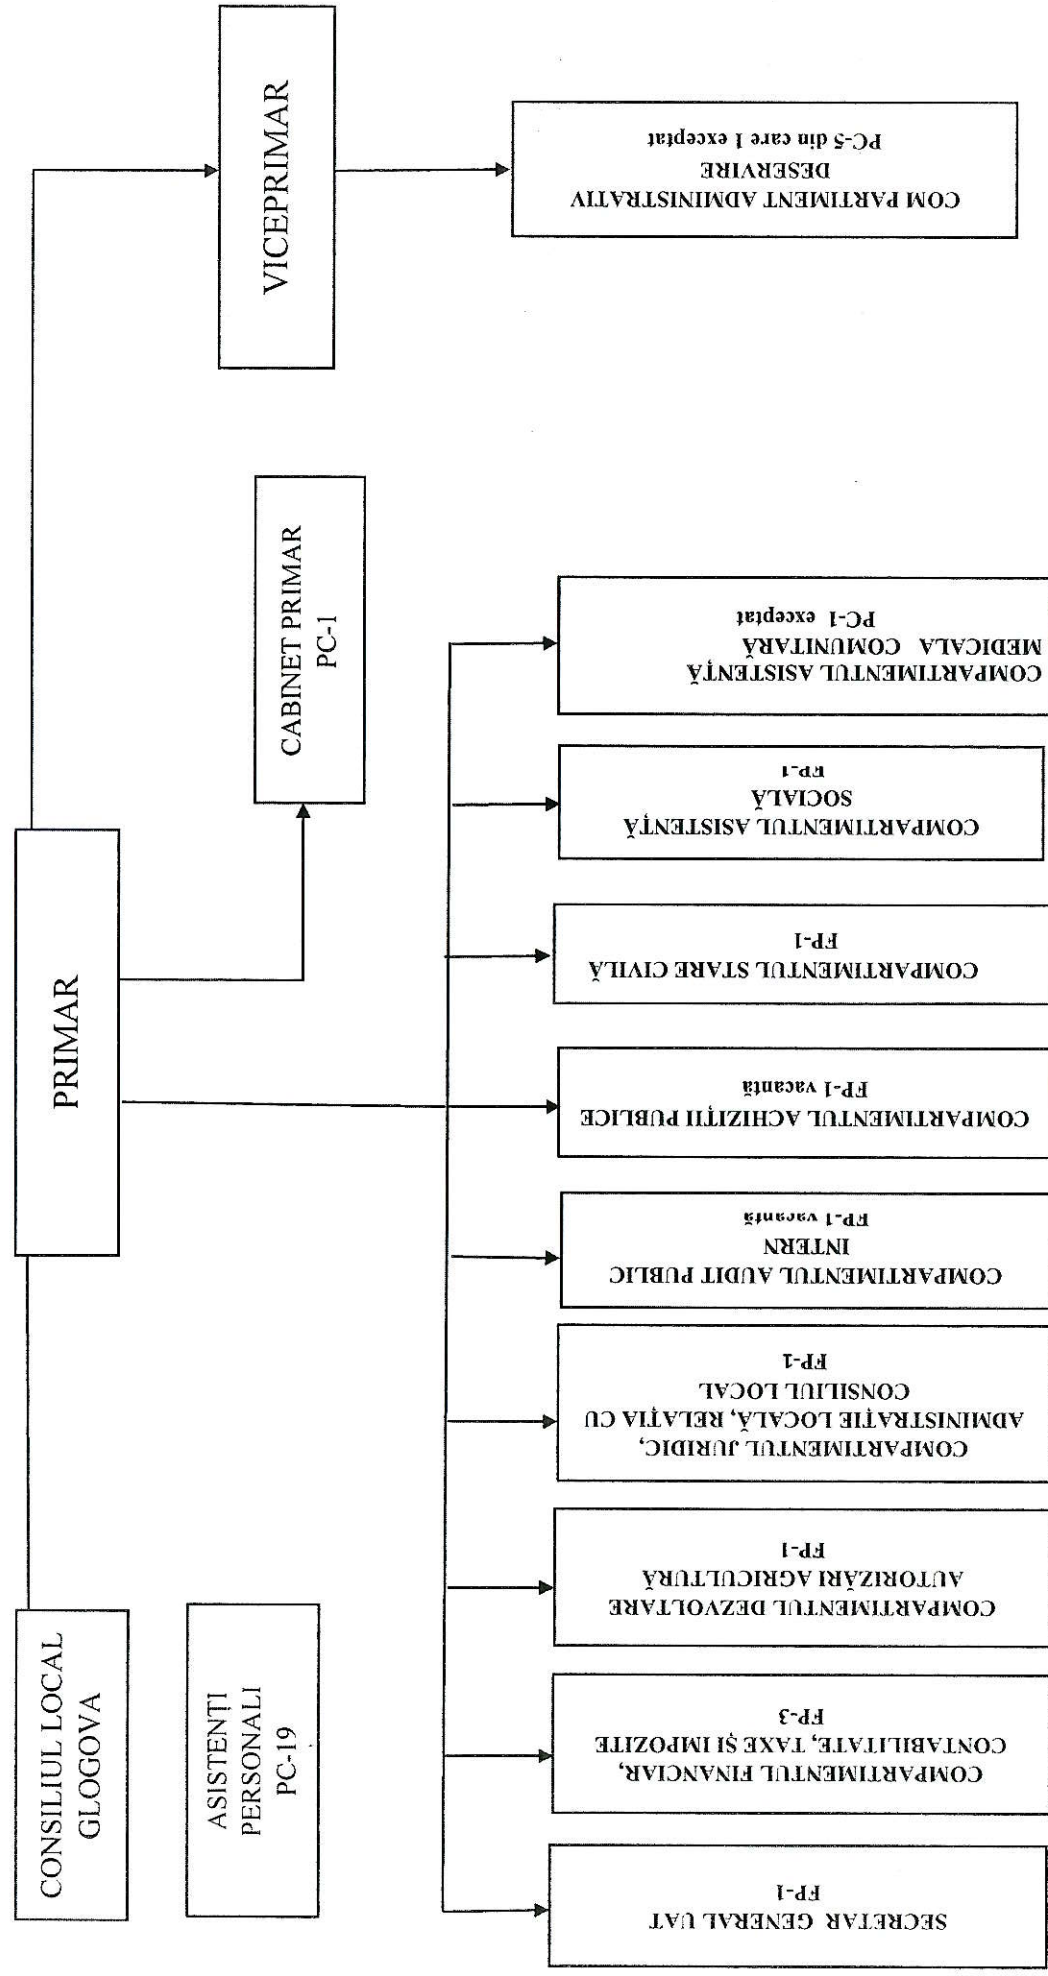 CONSILIUL LOCAL
GLOGOVA
PRIMAR
VICEPRIMAR
ASISTENȚI
PERSONALI
PC-19
CABINET PRIMAR
PC-1
SECRETAR GENERAL UAT
FP-1
COMPARTIMENTUL FINANCIAR,
CONTABILITATE, TAXE ȘI IMPOZITE
FP-3
COMPARTIMENTUL DEZVOLTARE
AUTORIZĂRI AGRICULTURĂ
FP-1
COMPARTIMENTUL JURIDIC,
ADMINISTRAȚIE LOCALĂ, RELAȚIA CU
CONSILIUL LOCAL
FP-1
COMPARTIMENTUL AUDIT PUBLIC
INTERN
FP-1 vacantă
COMPARTIMENTUL ACHIZIȚII PUBLICE
FP-1 vacantă
COMPARTIMENTUL STARE CIVILĂ
FP-1
COMPARTIMENTUL ASISTENȚĂ
SOCIALĂ
FP-1
COMPARTIMENTUL ASISTENȚĂ
MEDICALA COMUNITARĂ
PC-1 exceptat
COM PARTIMENT ADMINISTRATIV
DESERVIRE
PC-5 din care 1 exceptat